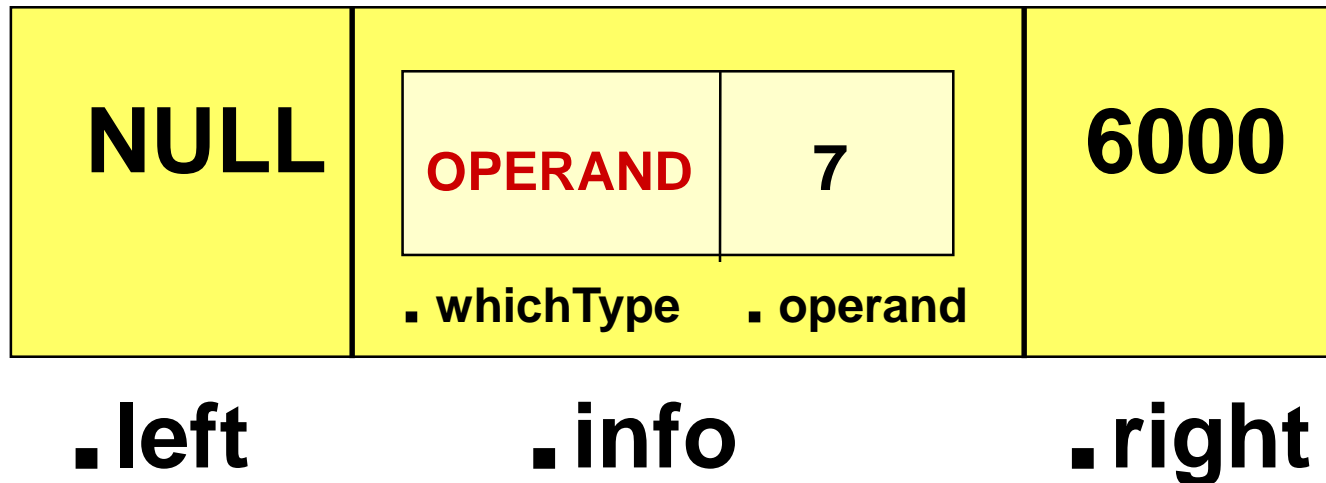 NULL
OPERAND 7
6000
. whichType . operand
. left . info . right